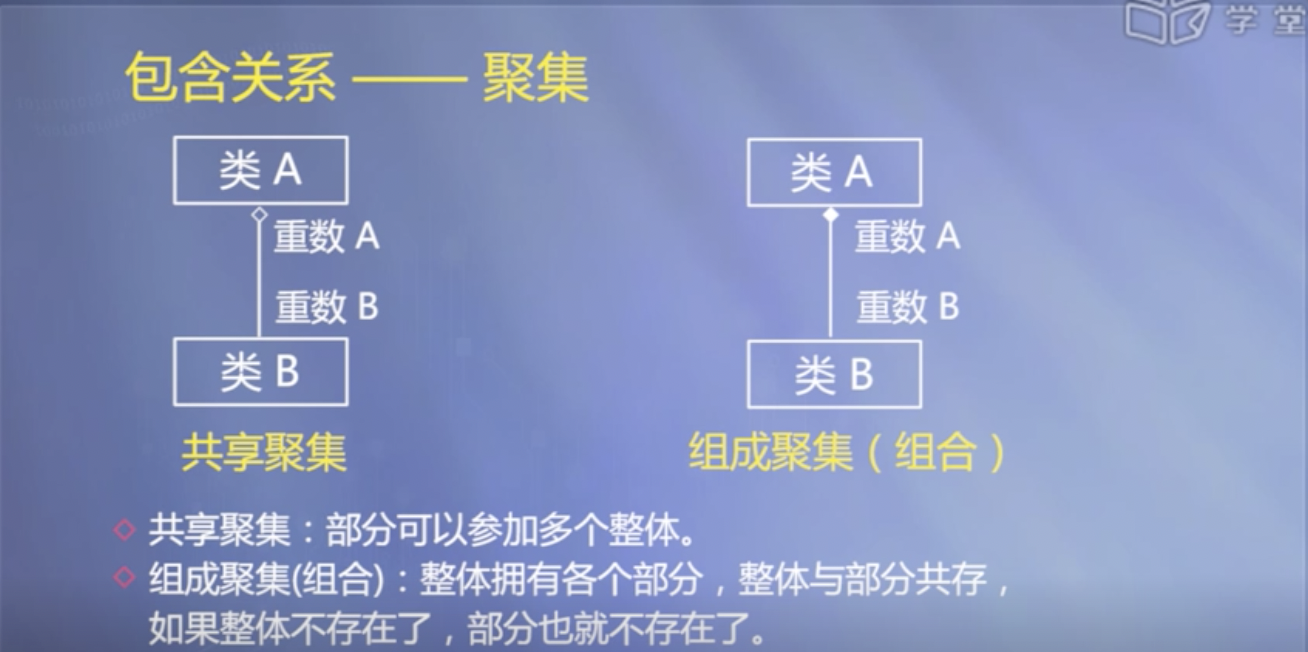 学堂
包含关系 —— 聚集
类 A
类 A
重数 A
重数 A
重数 B
重数 B
类 B
类 B
共享聚集
组成聚集（组合）
共享聚集：部分可以参加多个整体。
组成聚集(组合)：整体拥有各个部分，整体与部分共存，
如果整体不存在了，部分也就不存在了。